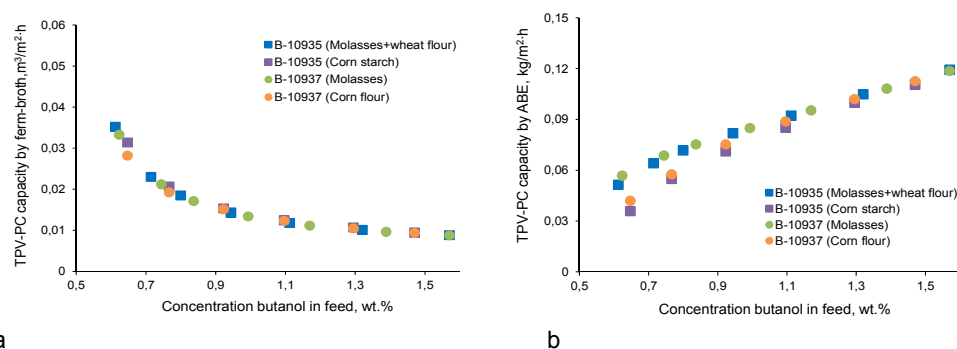 TPV-PC capacity by ferm-broth,m³/m²·h
0,06
0,05
0,04
0,03
0,02
0,01
0
0,5 0,7 0,9 1,1 1,3 1,5
Concentration butanol in feed, wt.%
B-10935 (Molasses+wheat flour)
B-10935 (Corn starch)
B-10937 (Molasses)
B-10937 (Corn flour)
a
TPV-PC capacity by ABE, kg/m²·h
0,15
0,12
0,09
0,06
0,03
0
0,5 0,7 0,9 1,1 1,3 1,5
Concentration butanol in feed, wt.%
B-10935 (Molasses+wheat flour)
B-10935 (Corn starch)
B-10937 (Molasses)
B-10937 (Corn flour)
b